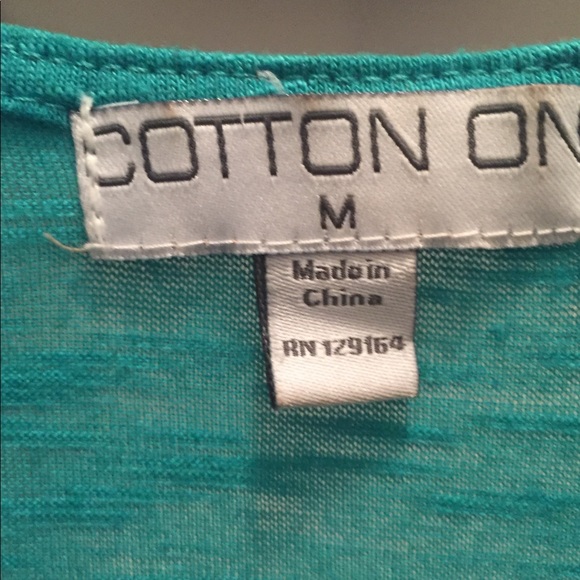 COTTON ON
M
Made in
China
RN 129164